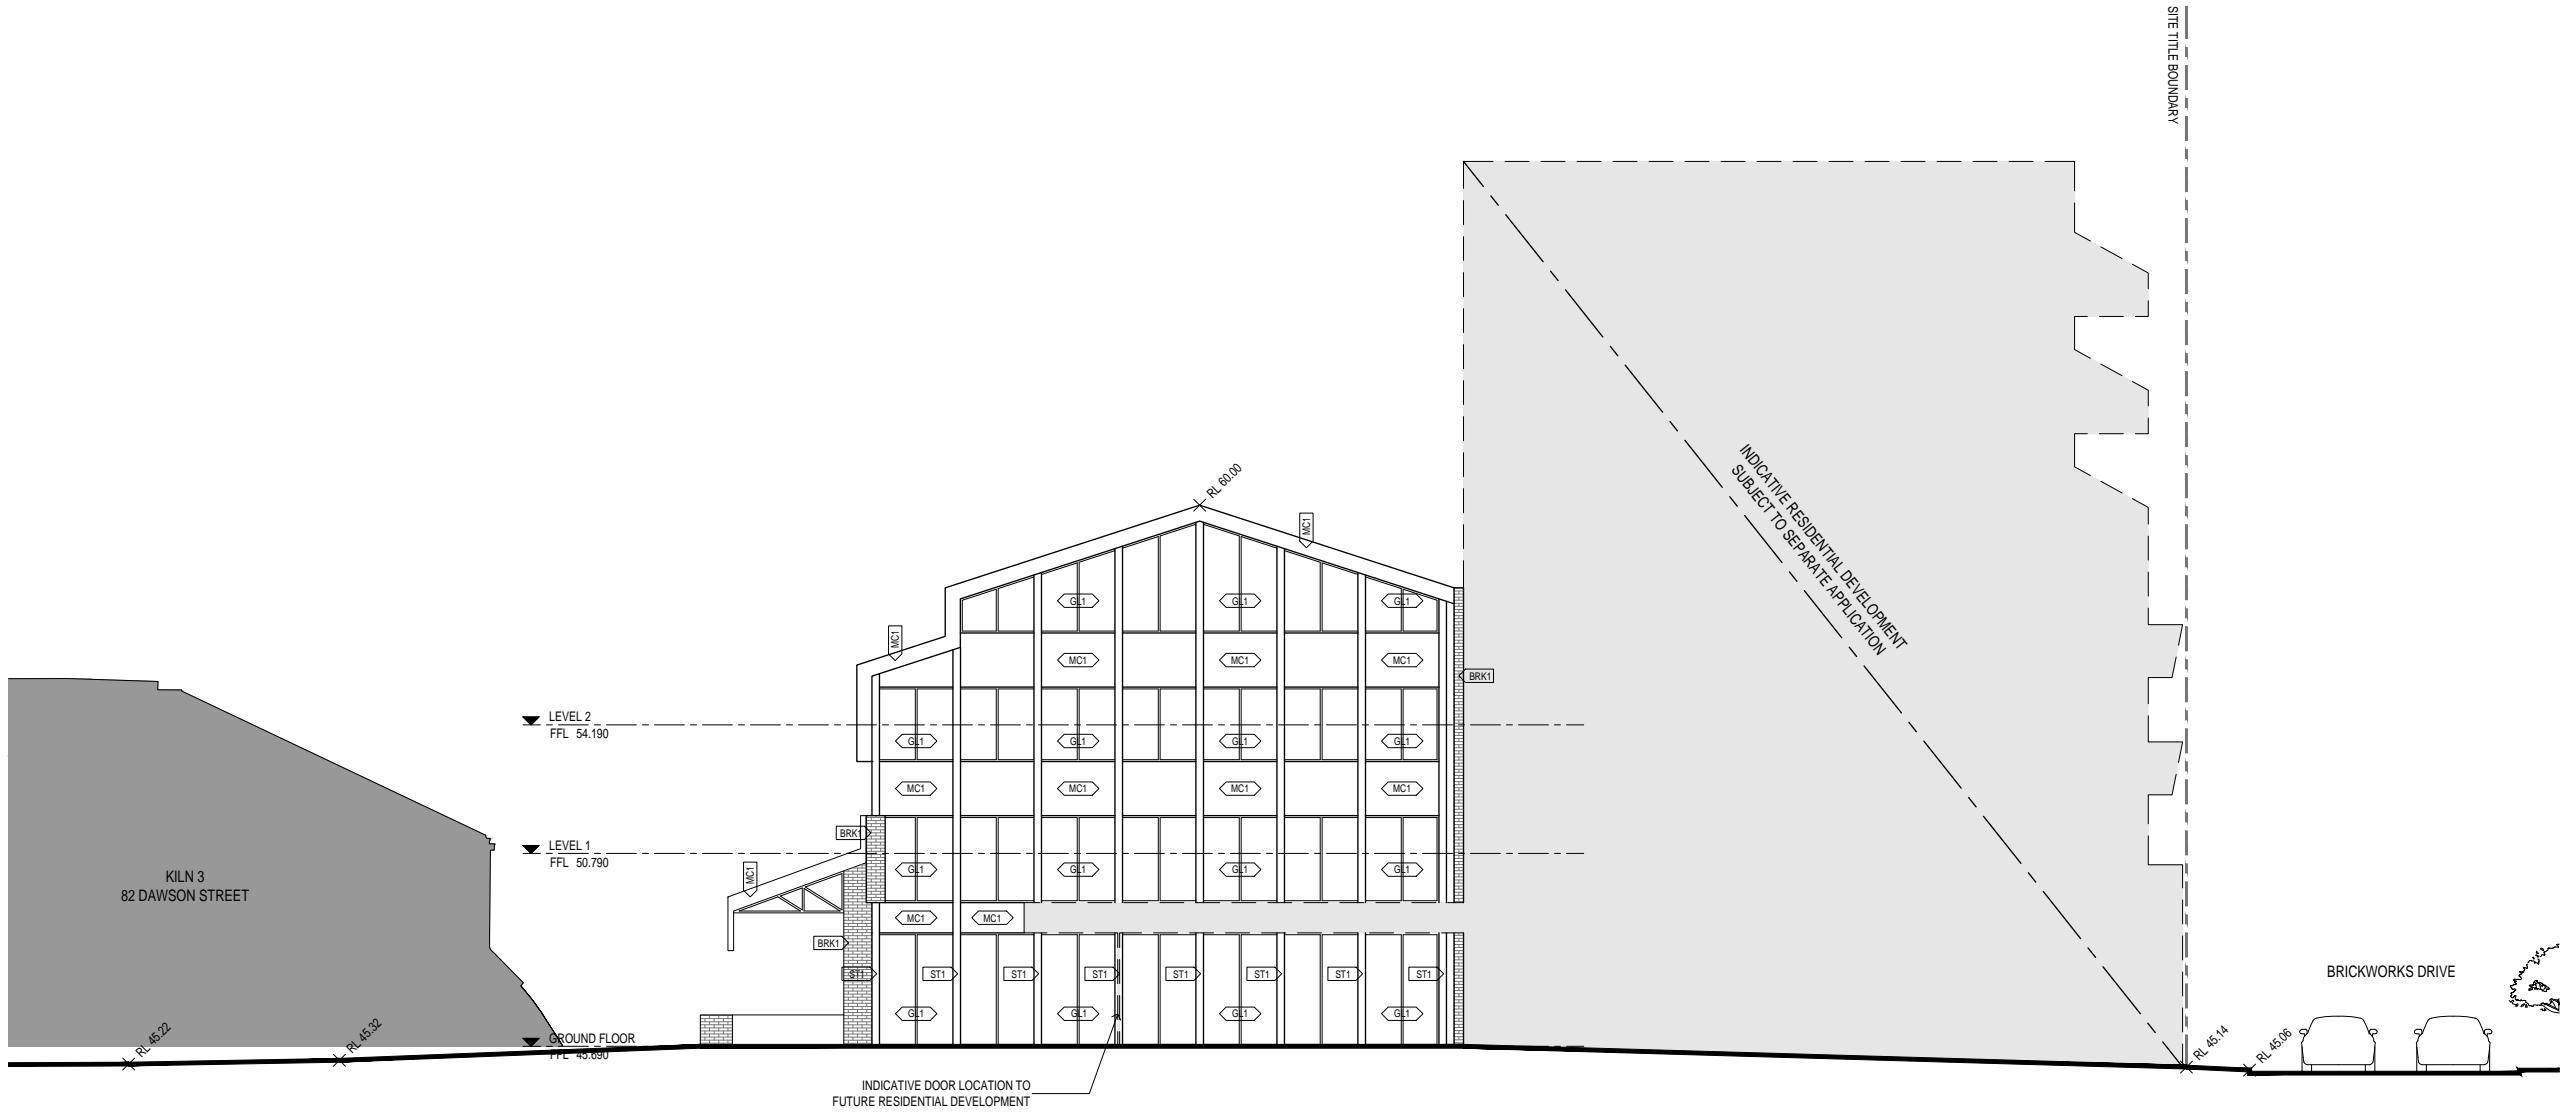 SITE TITLE BOUNDARY
RL 60.00
MC1
INDICATIVE RESIDENTIAL DEVELOPMENT
SUBJECT TO SEPARATE APPLICATION
GL1 GL1 GL1
MC1
MC1 MC1 MC1
BRK1
LEVEL 2
FFL 54.190
GL1 GL1 GL1 GL1
MC1 MC1 MC1 MC1
BRK1
LEVEL 1
FFL 50.790
MC1
GL1 GL1 GL1 GL1
KILN 3
82 DAWSON STREET
MC1 MC1
BRK1
ST1 ST1 ST1 ST1 ST1 ST1 ST1 ST1
BRICKWORKS DRIVE
GL1 GL1 GL1 GL1
RL 45.22
RL 45.32
GROUND FLOOR
FFL 45.690
RL 45.14
RL 45.06
INDICATIVE DOOR LOCATION TO
FUTURE RESIDENTIAL DEVELOPMENT